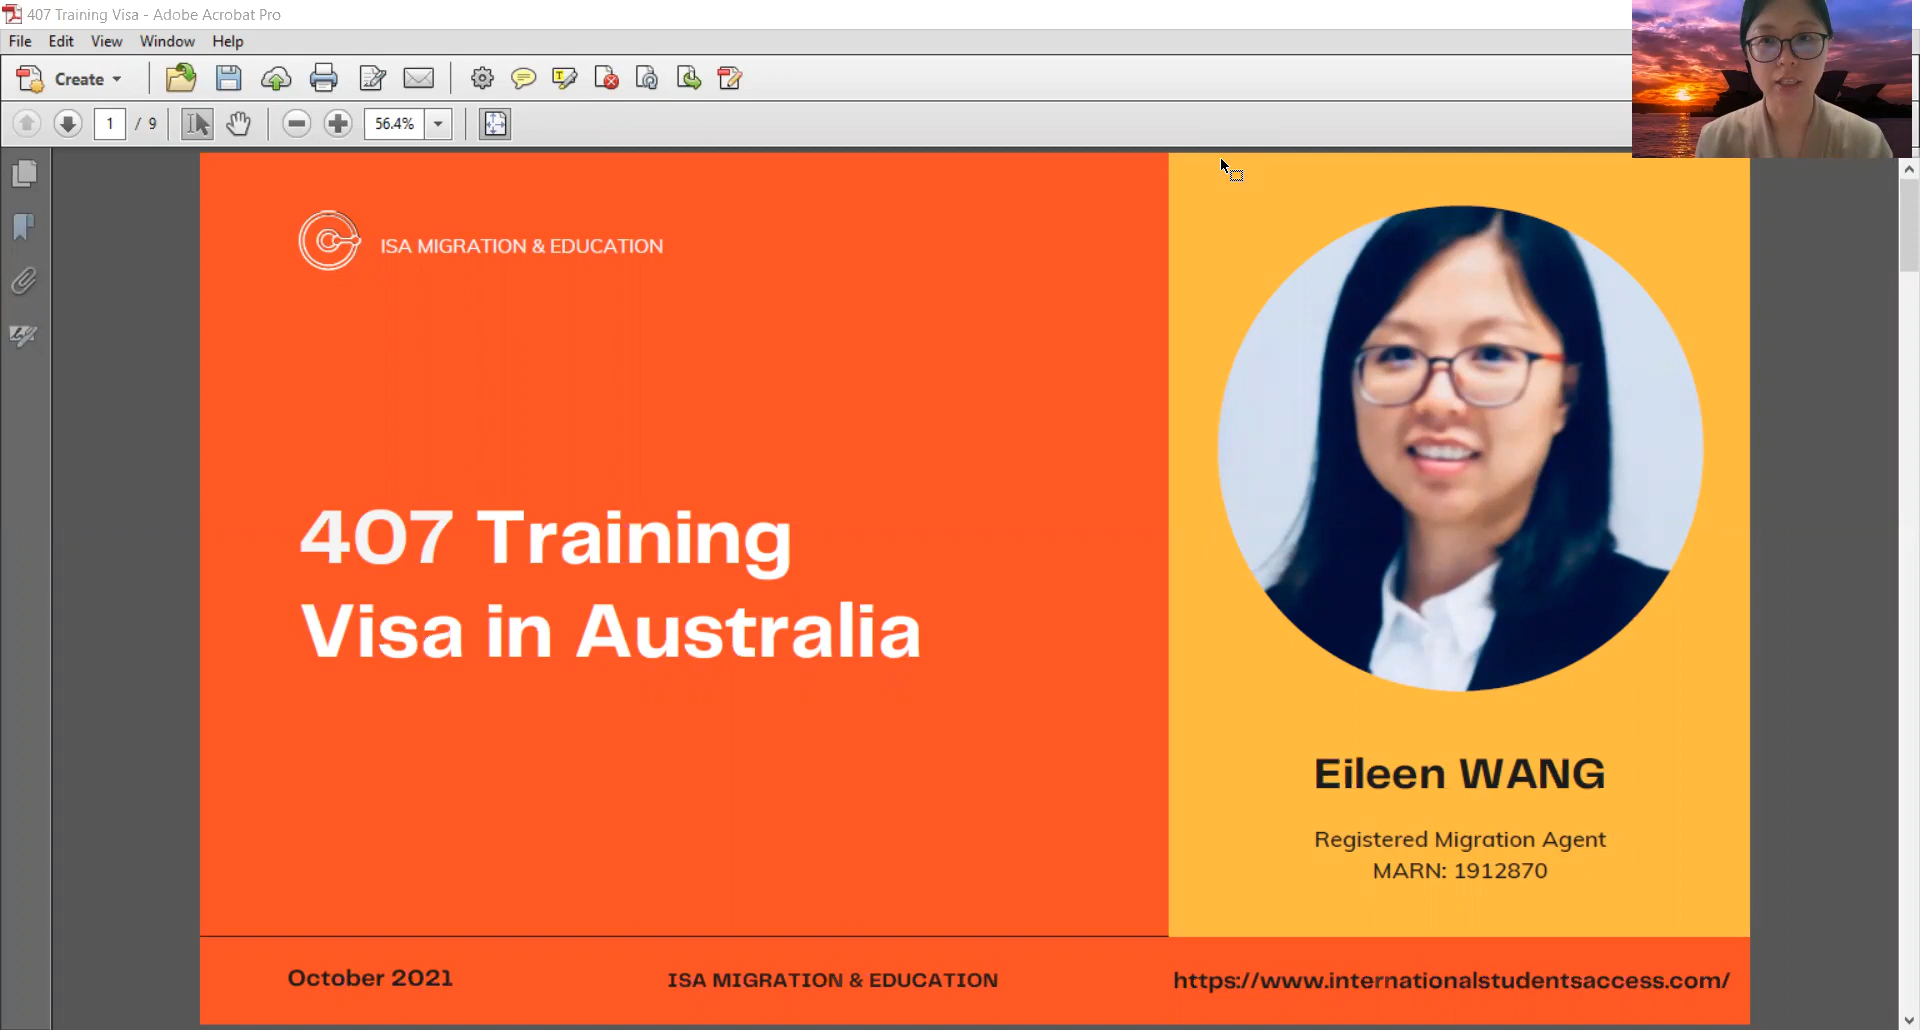 407 Training Visa - Adobe Acrobat Pro
File Edit View Window Help
Create
1 / 9 56.4%
ISA MIGRATION & EDUCATION
407 Training
Visa in Australia
Eileen WANG
Registered Migration Agent
MARN: 1912870
October 2021
ISA MIGRATION & EDUCATION
https://www.internationalstudentsaccess.com/